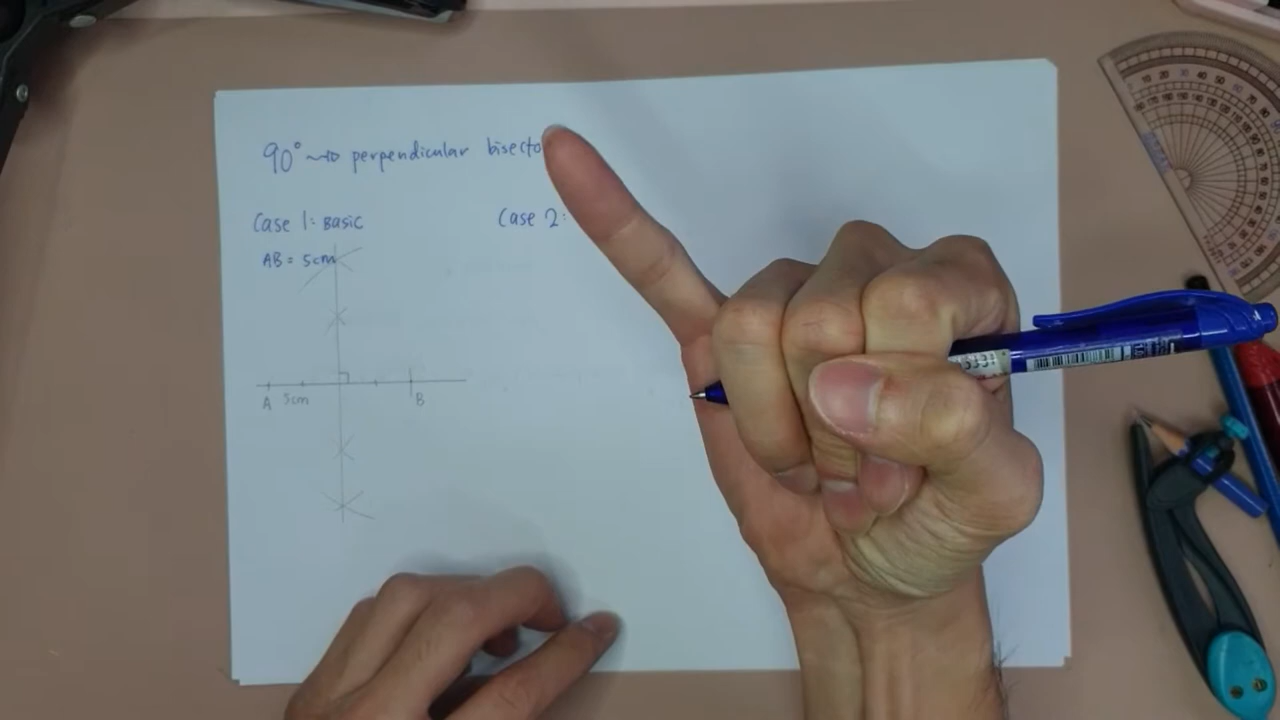 90° ~→ perpendicular bisecto
Case 1: BASIC
Case 2:
AB = 5cm
A 5cm B